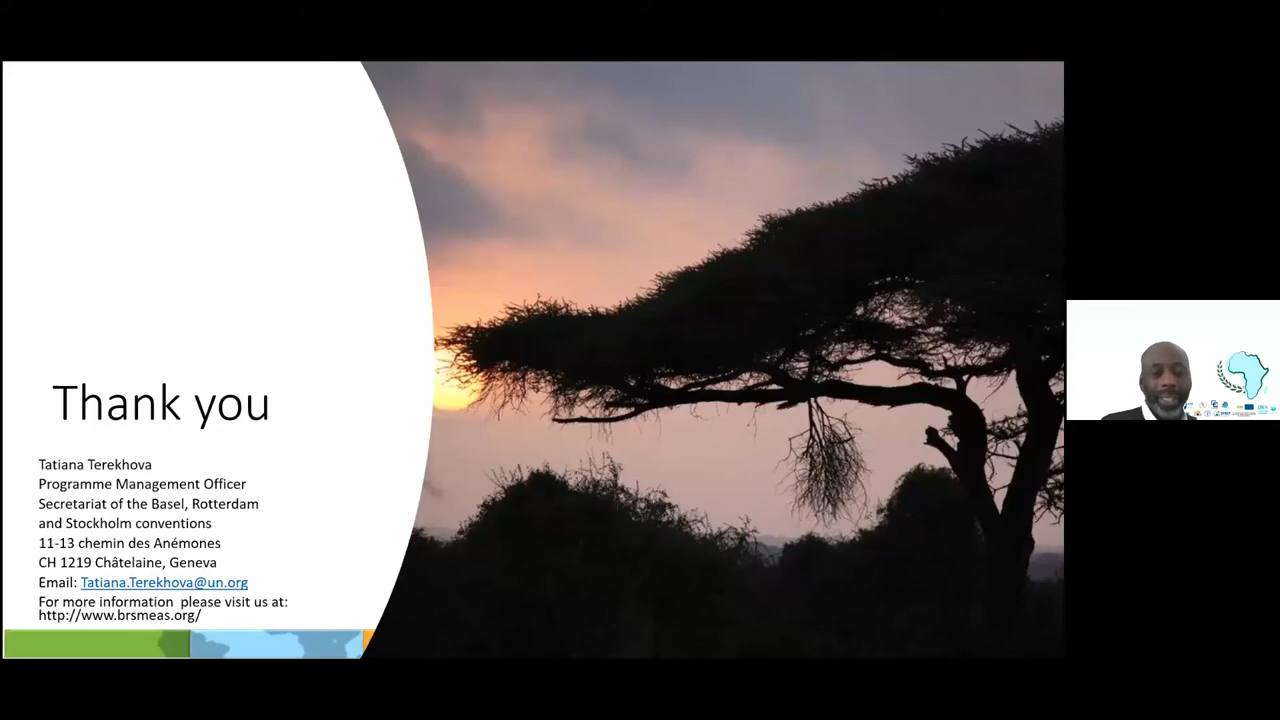 Thank you
Tatiana Terekhova
Programme Management Officer
Secretariat of the Basel, Rotterdam
and Stockholm conventions
11-13 chemin des Anémones
CH 1219 Châtelaine, Geneva
Email: Tatiana.Terekhova@un.org
For more information  please visit us at:
http://www.brsmeas.org/